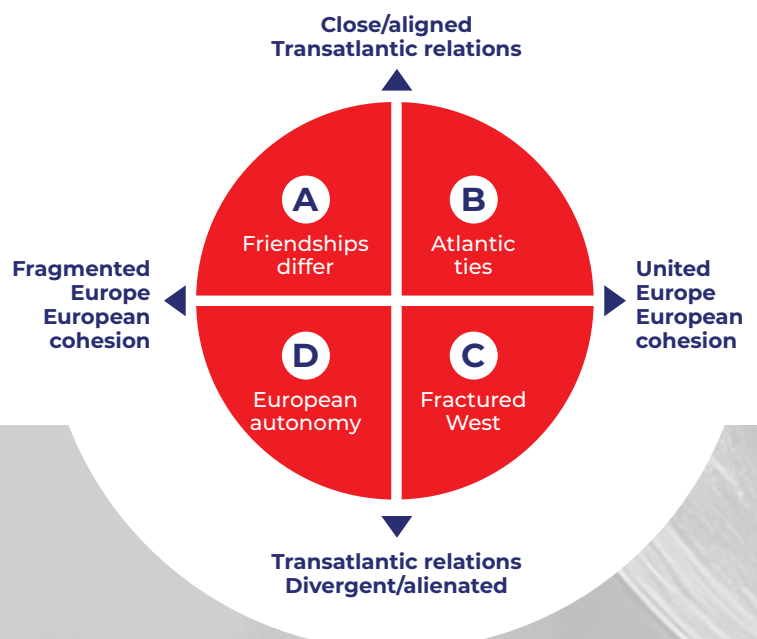 Close/aligned
Transatlantic relations
A
Friendships
differ
B
Atlantic
ties
Fragmented
Europe
European
cohesion
United
Europe
European
cohesion
D
European
autonomy
C
Fractured
West
Transatlantic relations
Divergent/alienated